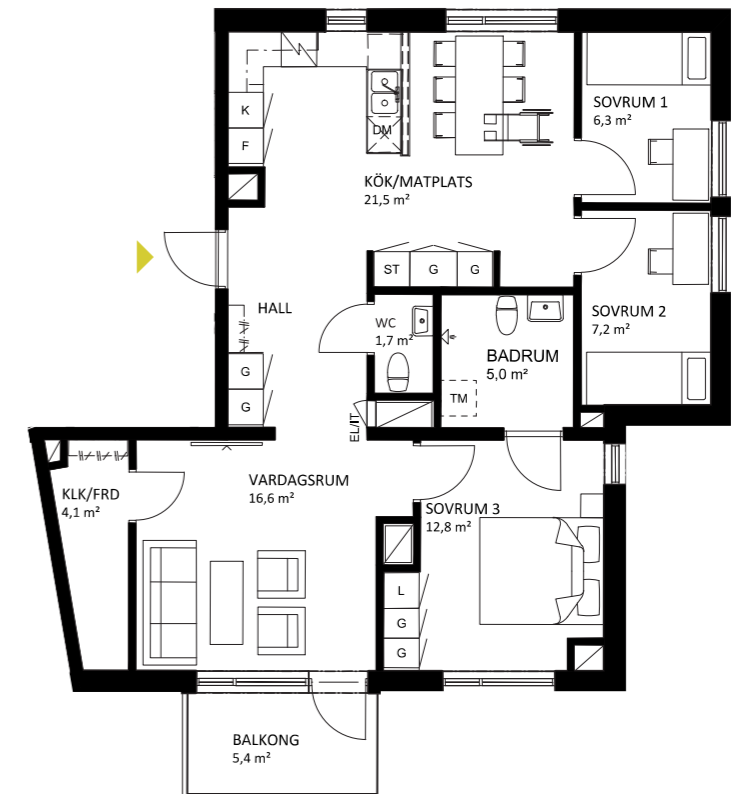 SOVRUM 1
6,3 m²
K
DM
F
KÖK/MATPLATS
21,5 m²
ST
G
G
HALL
WC
1,7 m²
SOVRUM 2
7,2 m²
BADRUM
5,0 m²
G
G
TM
EL/IT
VARDAGSRUM
16,6 m²
KLK/FRD
4,1 m²
SOVRUM 3
12,8 m²
L
G
G
BALKONG
5,4 m²